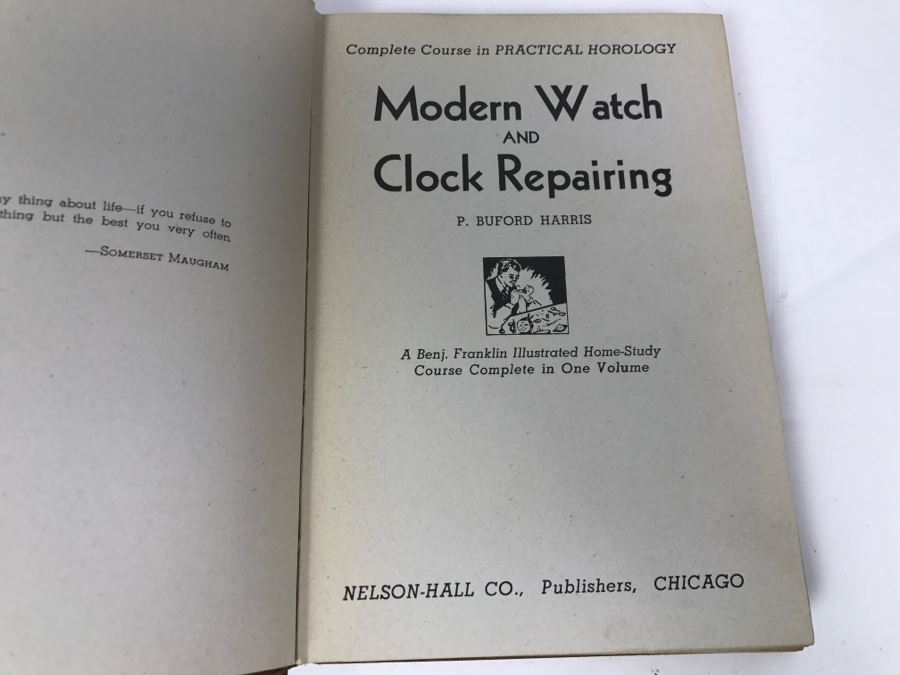 y thing about life—if you refuse to
thing but the best you very often
—Somerset Maugham
Complete Course in PRACTICAL HOROLOGY
Modern Watch
AND
Clock Repairing
P. BUFORD HARRIS
A Benj. Franklin Illustrated Home-Study
Course Complete in One Volume
NELSON-HALL CO., Publishers, CHICAGO